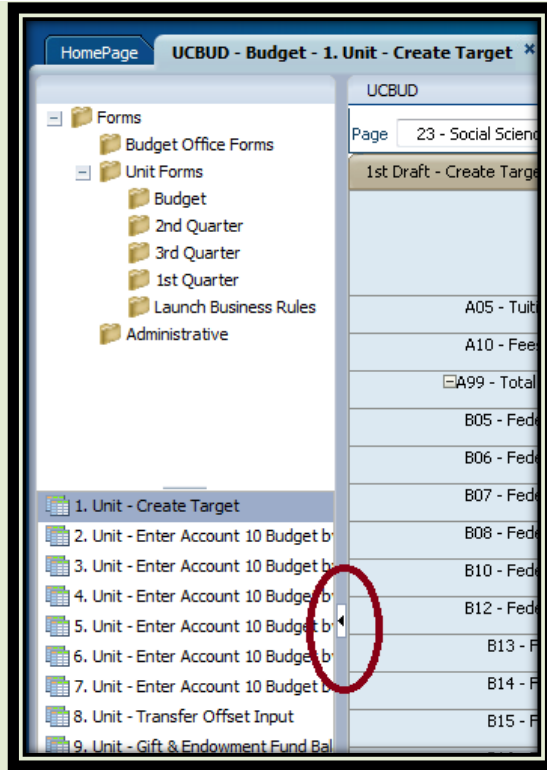 HomePage
UCBUD - Budget - 1. Unit - Create Target ×
Forms
Budget Office Forms
Unit Forms
Budget
2nd Quarter
3rd Quarter
1st Quarter
Launch Business Rules
Administrative
1. Unit - Create Target
2. Unit - Enter Account 10 Budget
3. Unit - Enter Account 10 Budget
4. Unit - Enter Account 10 Budget
5. Unit - Enter Account 10 Budget
6. Unit - Enter Account 10 Budget
7. Unit - Enter Account 10 Budget
8. Unit - Transfer Offset Input
9. Unit - Gift & Endowment Fund Bal
UCBUD
Page 23 - Social Scienc
1st Draft - Create Targe
A05 - Tuiti
A10 - Fee
A99 - Total
B05 - Fede
B06 - Fede
B07 - Fede
B08 - Fede
B10 - Fede
B12 - Fede
B13 - F
B14 - F
B15 - F